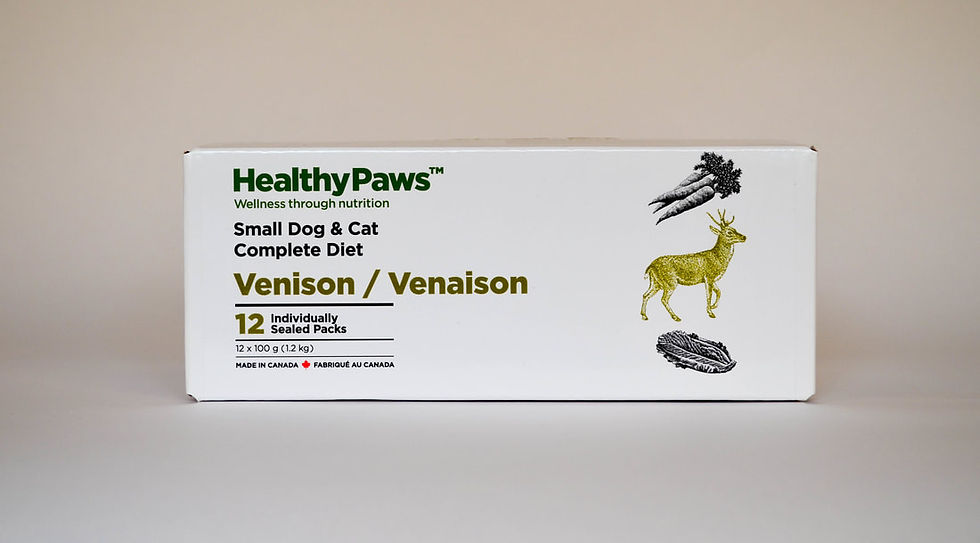 HealthyPaws™
Wellness through nutrition
Small Dog & Cat
Complete Diet
Venison / Venaison
12 Individually
Sealed Packs
12 x 100 g (1.2 kg)
MADE IN CANADA FABRIQUÉ AU CANADA